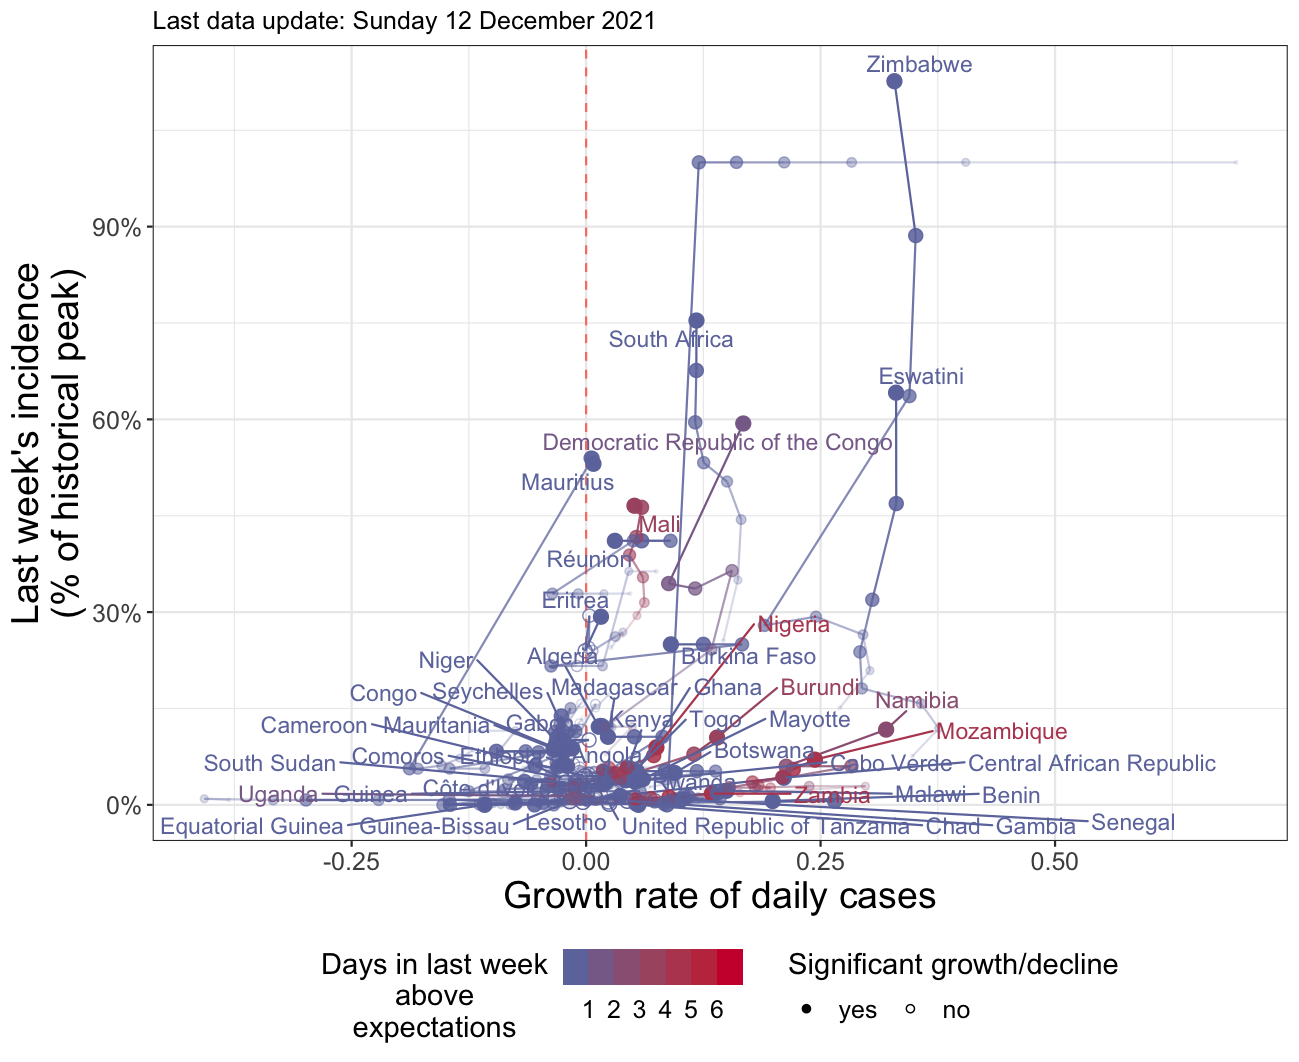 Last data update: Sunday 12 December 2021
Zimbabwe
90%
South Africa
Eswatini
60%
Democratic Republic of the Congo
Mauritius
Mali
Réunion
Eritrea
30%
Nigeria
Niger
Algeria
Burkina Faso
Congo
Seychelles
Madagascar
Ghana
Burundi
Namibia
Cameroon
Mauritania
Gabon
Kenya
Togo
Mayotte
Mozambique
South Sudan
Comoros
Ethiopia
Angola
Botswana
Cabo Verde
Central African Republic
Uganda
Guinea
Rwanda
Zambia
Malawi
Benin
0%
Equatorial Guinea
Guinea-Bissau
Lesotho
United Republic of Tanzania
Chad
Gambia
Senegal
Last week's incidence
(% of historical peak)
-0.25
0.00
0.25
0.50
Growth rate of daily cases
Days in last week
above
expectations
1 2 3 4 5 6
Significant growth/decline
yes
no